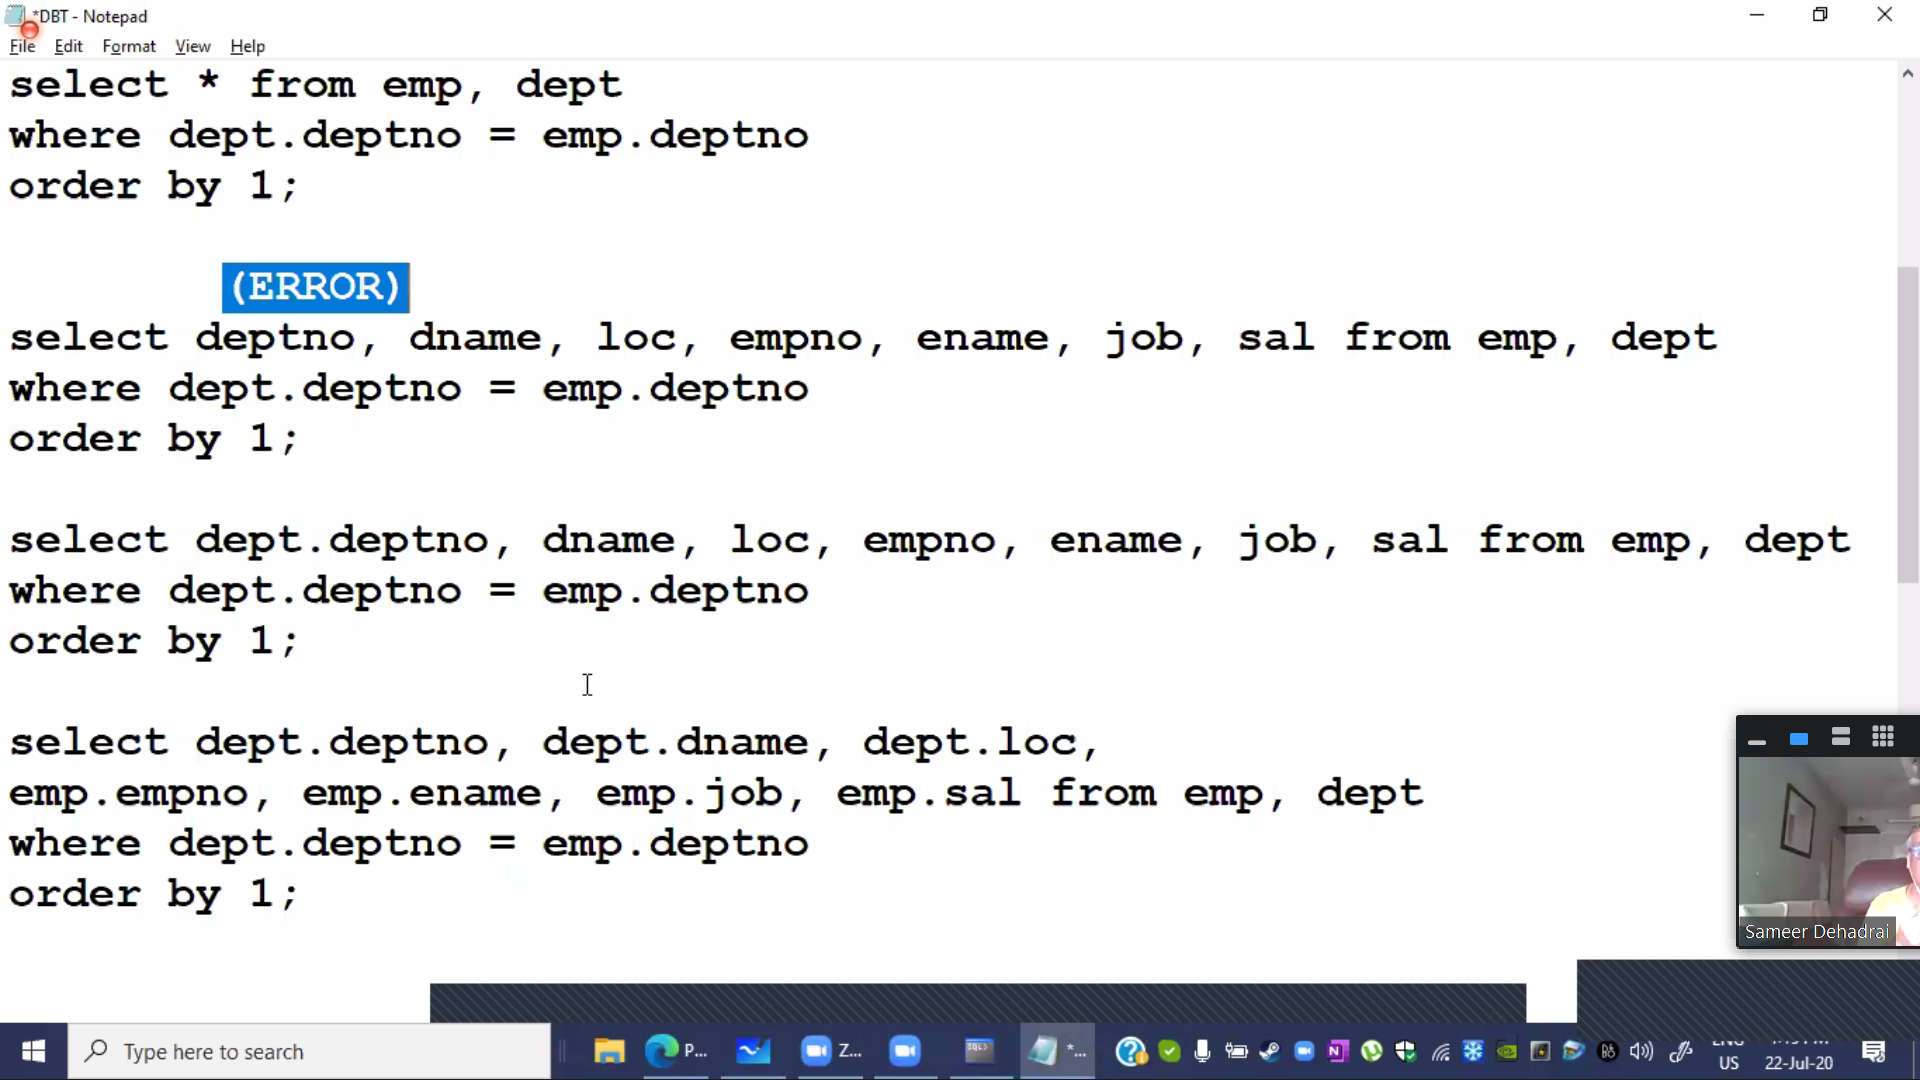 *DBT - Notepad
File Edit Format View Help
select * from emp, dept
where dept.deptno = emp.deptno
order by 1;
(ERROR)
select deptno, dname, loc, empno, ename, job, sal from emp, dept
where dept.deptno = emp.deptno
order by 1;
select dept.deptno, dname, loc, empno, ename, job, sal from emp, dept
where dept.deptno = emp.deptno
order by 1;
select dept.deptno, dept.dname, dept.loc,
emp.empno, emp.ename, emp.job, emp.sal from emp, dept
where dept.deptno = emp.deptno
order by 1;
Sameer Dehadrai
Type here to search
P...
Z...
*...
US 22-Jul-20